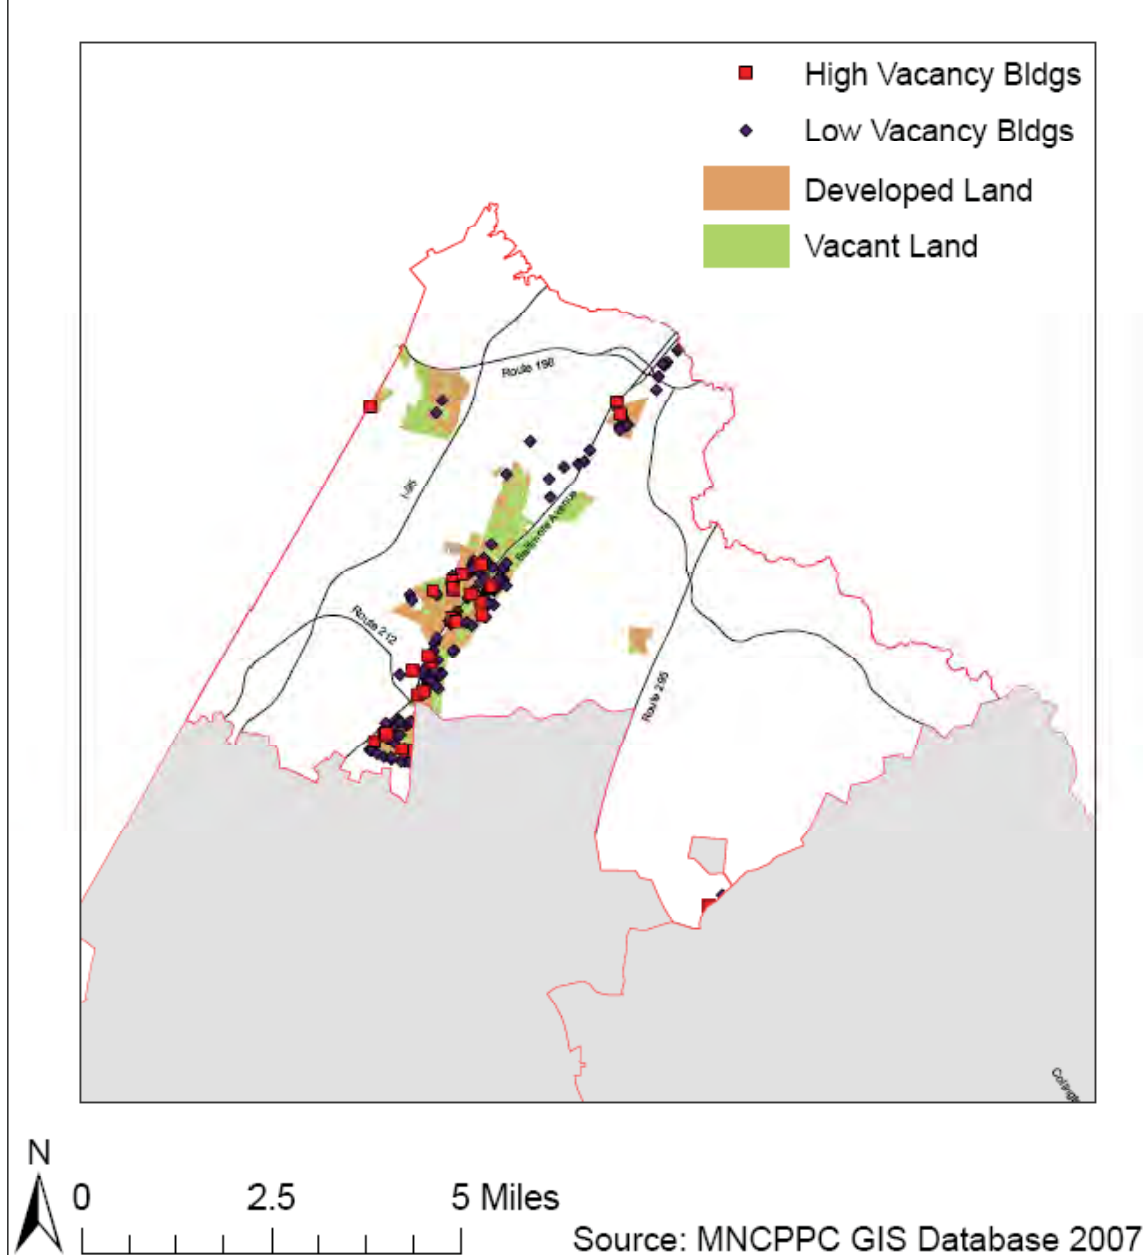 High Vacancy Bldgs
Low Vacancy Bldgs
Developed Land
Vacant Land
Route 198
I-95
Baltimore Avenue
Route 212
Route 295
N
0 2.5 5 Miles
Source: MNCPPC GIS Database 2007